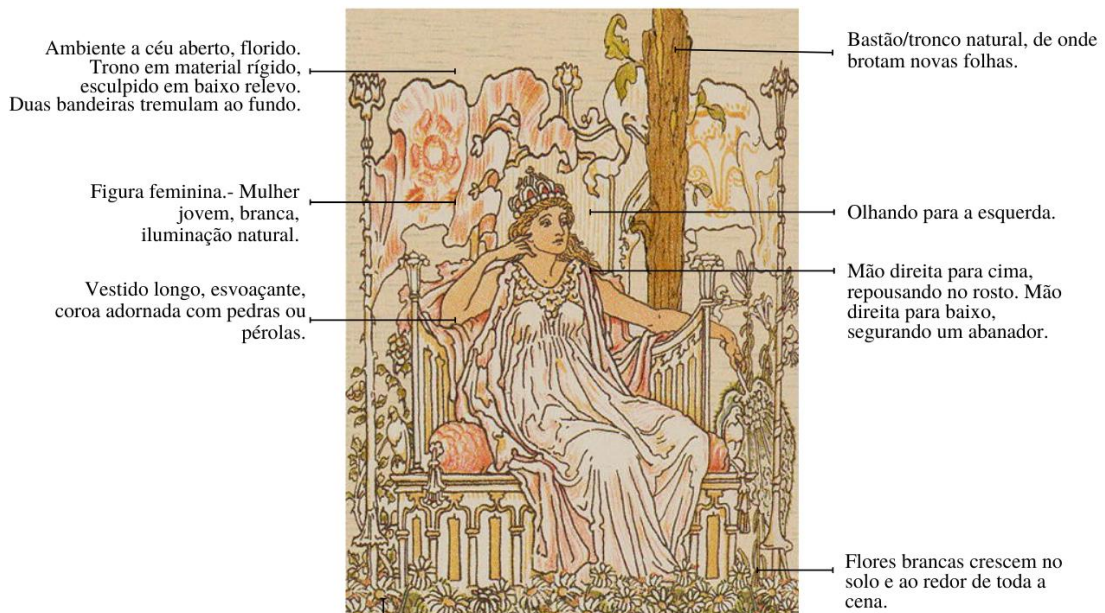 Ambiente a céu aberto, florido.
Trono em material rígido,
esculpido em baixo relevo.
Duas bandeiras tremulam ao fundo.
Figura feminina.- Mulher
jovem, branca,
iluminação natural.
Vestido longo, esvoaçante,
coroa adornada com pedras ou
pérolas.
Bastão/tronco natural, de onde
brotam novas folhas.
Olhando para a esquerda.
Mão direita para cima,
repousando no rosto. Mão
direita para baixo,
segurando um abanador.
Flores brancas crescem no
solo e ao redor de toda a
cena.